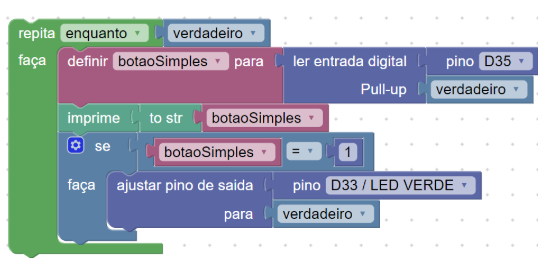 repita enquanto verdadeiro
faça definir botaoSimples para ler entrada digital pino D35
Pull-up verdadeiro
imprime to str botaoSimples
se botaoSimples = 1
faça ajustar pino de saida pino D33 / LED VERDE
para verdadeiro